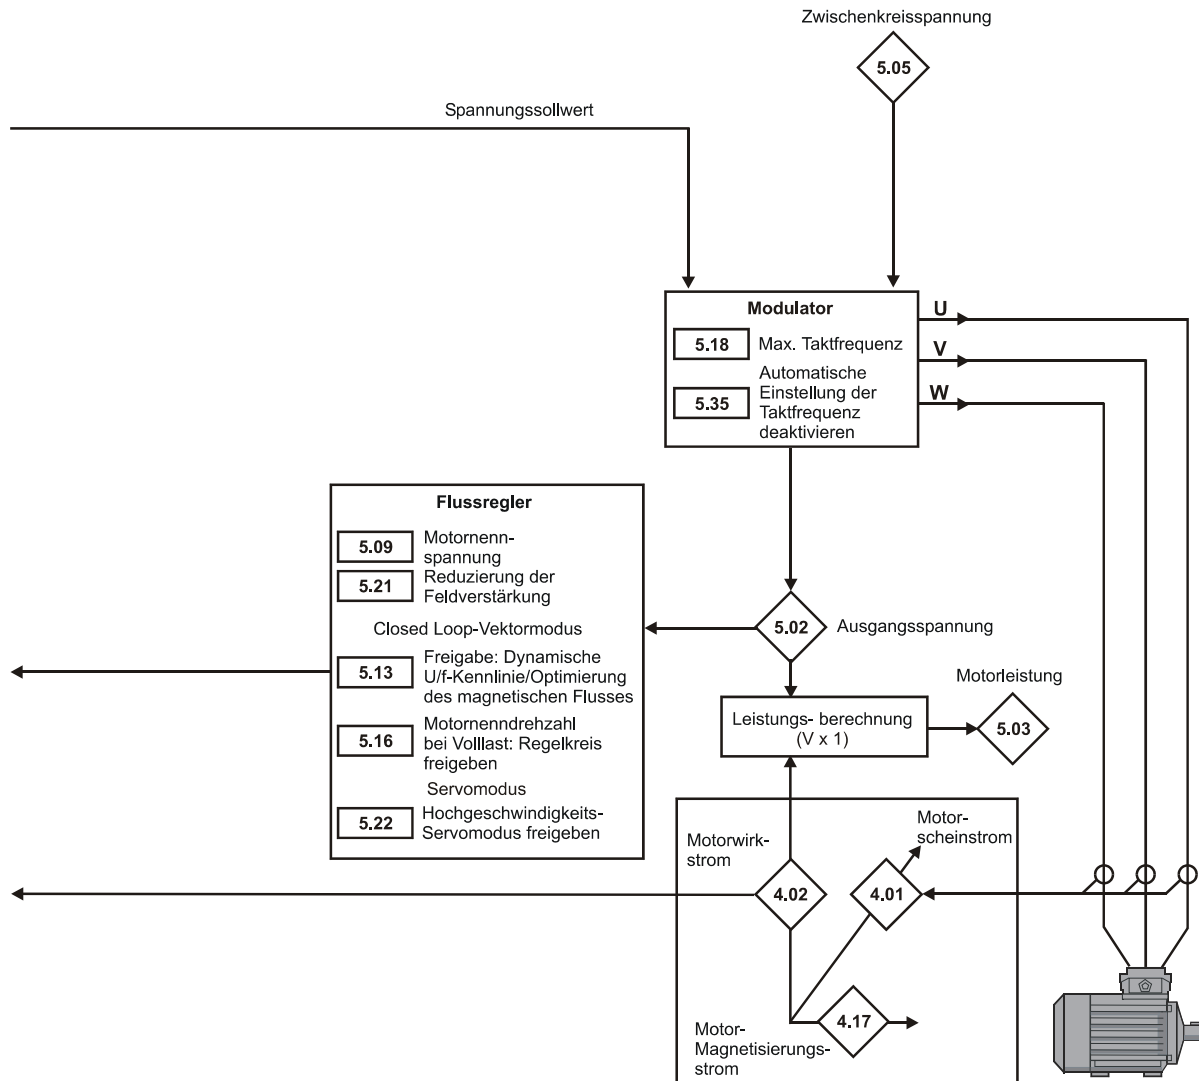 Zwischenkreisspannung
5.05
Spannungssollwert
Modulator
5.18
Max. Taktfrequenz
5.35
Automatische
Einstellung der
Taktfrequenz
deaktivieren
U
V
W
Flussregler
5.09
Motornenn-
spannung
5.21
Reduzierung der
Feldverstärkung
Closed Loop-Vektormodus
5.13
Freigabe: Dynamische
U/f-Kennlinie/Optimierung
des magnetischen Flusses
5.16
Motornenndrehzahl
bei Volllast: Regelkreis
freigeben
Servomodus
5.22
Hochgeschwindigkeits-
Servomodus freigeben
5.02
Ausgangsspannung
Leistungs- berechnung
(V x 1)
Motorleistung
5.03
Motorwirk-
strom
4.02
Motor-
scheinstrom
4.01
4.17
Motor-
Magnetisierungs-
strom